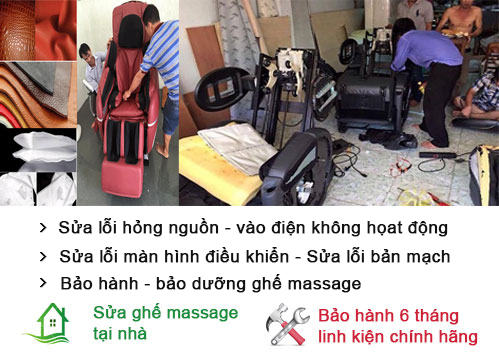 > Sửa lỗi hỏng nguồn - vào điện không hoạt động
> Sửa lỗi màn hình điều khiển - Sửa lỗi bản mạch
> Bảo hành - bảo dưỡng ghế massage
Sửa ghế massage
tại nhà
Bảo hành 6 tháng
linh kiện chính hãng